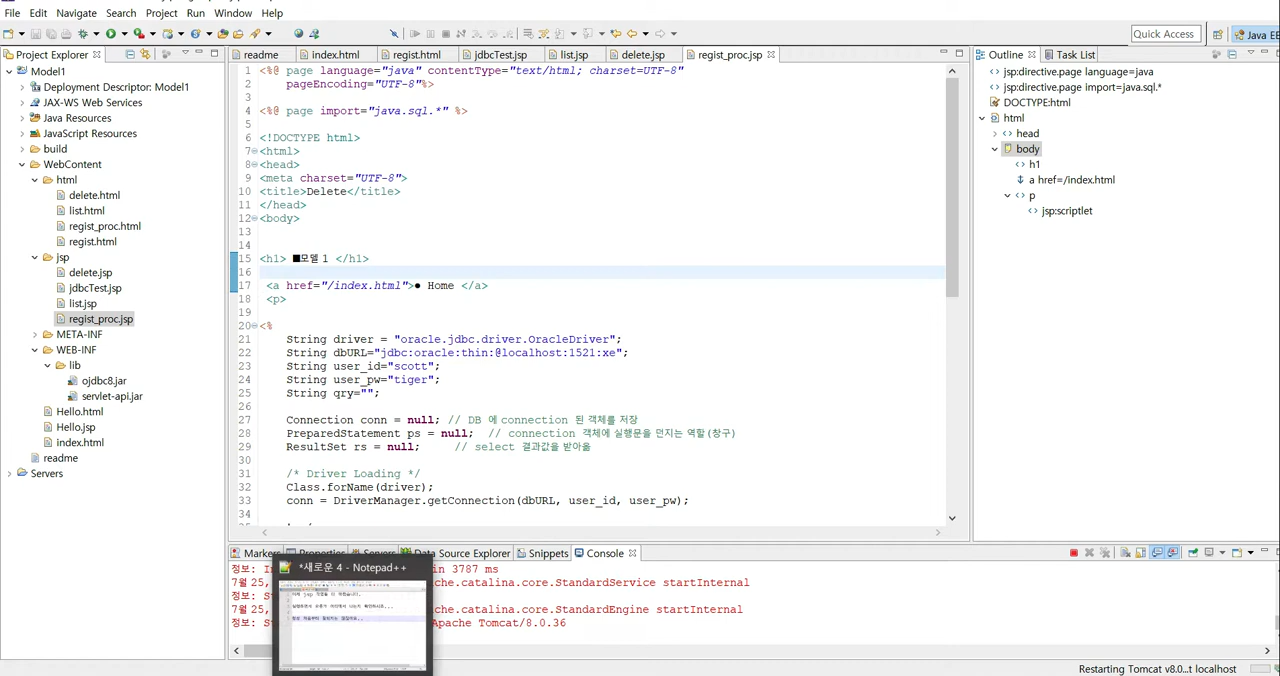 File Edit Navigate Search Project Run Window Help
Quick Access
Java EE
Project Explorer
readme index.html regist.html jdbcTest.jsp list.jsp delete.jsp regist_proc.jsp
Outline Task List
Model1
Deployment Descriptor: Model1
JAX-WS Web Services
Java Resources
JavaScript Resources
build
WebContent
html
delete.html
list.html
regist_proc.html
regist.html
jsp
delete.jsp
jdbcTest.jsp
list.jsp
regist_proc.jsp
META-INF
WEB-INF
lib
ojdbc8.jar
servlet-api.jar
Hello.html
Hello.jsp
index.html
readme
Servers
1 <%@ page language="java" contentType="text/html; charset=UTF-8"
2 pageEncoding="UTF-8"%>
3
4 <%@ page import="java.sql.*" %>
5
6 <!DOCTYPE html>
7 <html>
8 <head>
9 <meta charset="UTF-8">
10 <title>Delete</title>
11 </head>
12 <body>
13
14
15 <h1> ■모델 1 </h1>
16
17 <a href="/index.html">● Home </a>
18 <p>
19
20 <%
21 String driver = "oracle.jdbc.driver.OracleDriver";
22 String dbURL="jdbc:oracle:thin:@localhost:1521:xe";
23 String user_id="scott";
24 String user_pw="tiger";
25 String qry="";
26
27 Connection conn = null; // DB 에 connection 된 객체를 저장
28 PreparedStatement ps = null; // connection 객체에 실행문을 던지는 역할(창구)
29 ResultSet rs = null; // select 결과값을 받아옴
30
31 /* Driver Loading */
32 Class.forName(driver);
33 conn = DriverManager.getConnection(dbURL, user_id, user_pw);
34
jsp:directive.page language=java
jsp:directive.page import=java.sql.*
DOCTYPE:html
html
head
body
h1
a href=/index.html
p
jsp:scriptlet
Markers Properties Servers Data Source Explorer Snippets Console
정보: in 3787 ms
7월 25, che.catalina.core.StandardService startInternal
정보:
7월 25, che.catalina.core.StandardEngine startInternal
정보: Apache Tomcat/8.0.36
*새로운 4 - Notepad++
Restarting Tomcat v8.0...t localhost